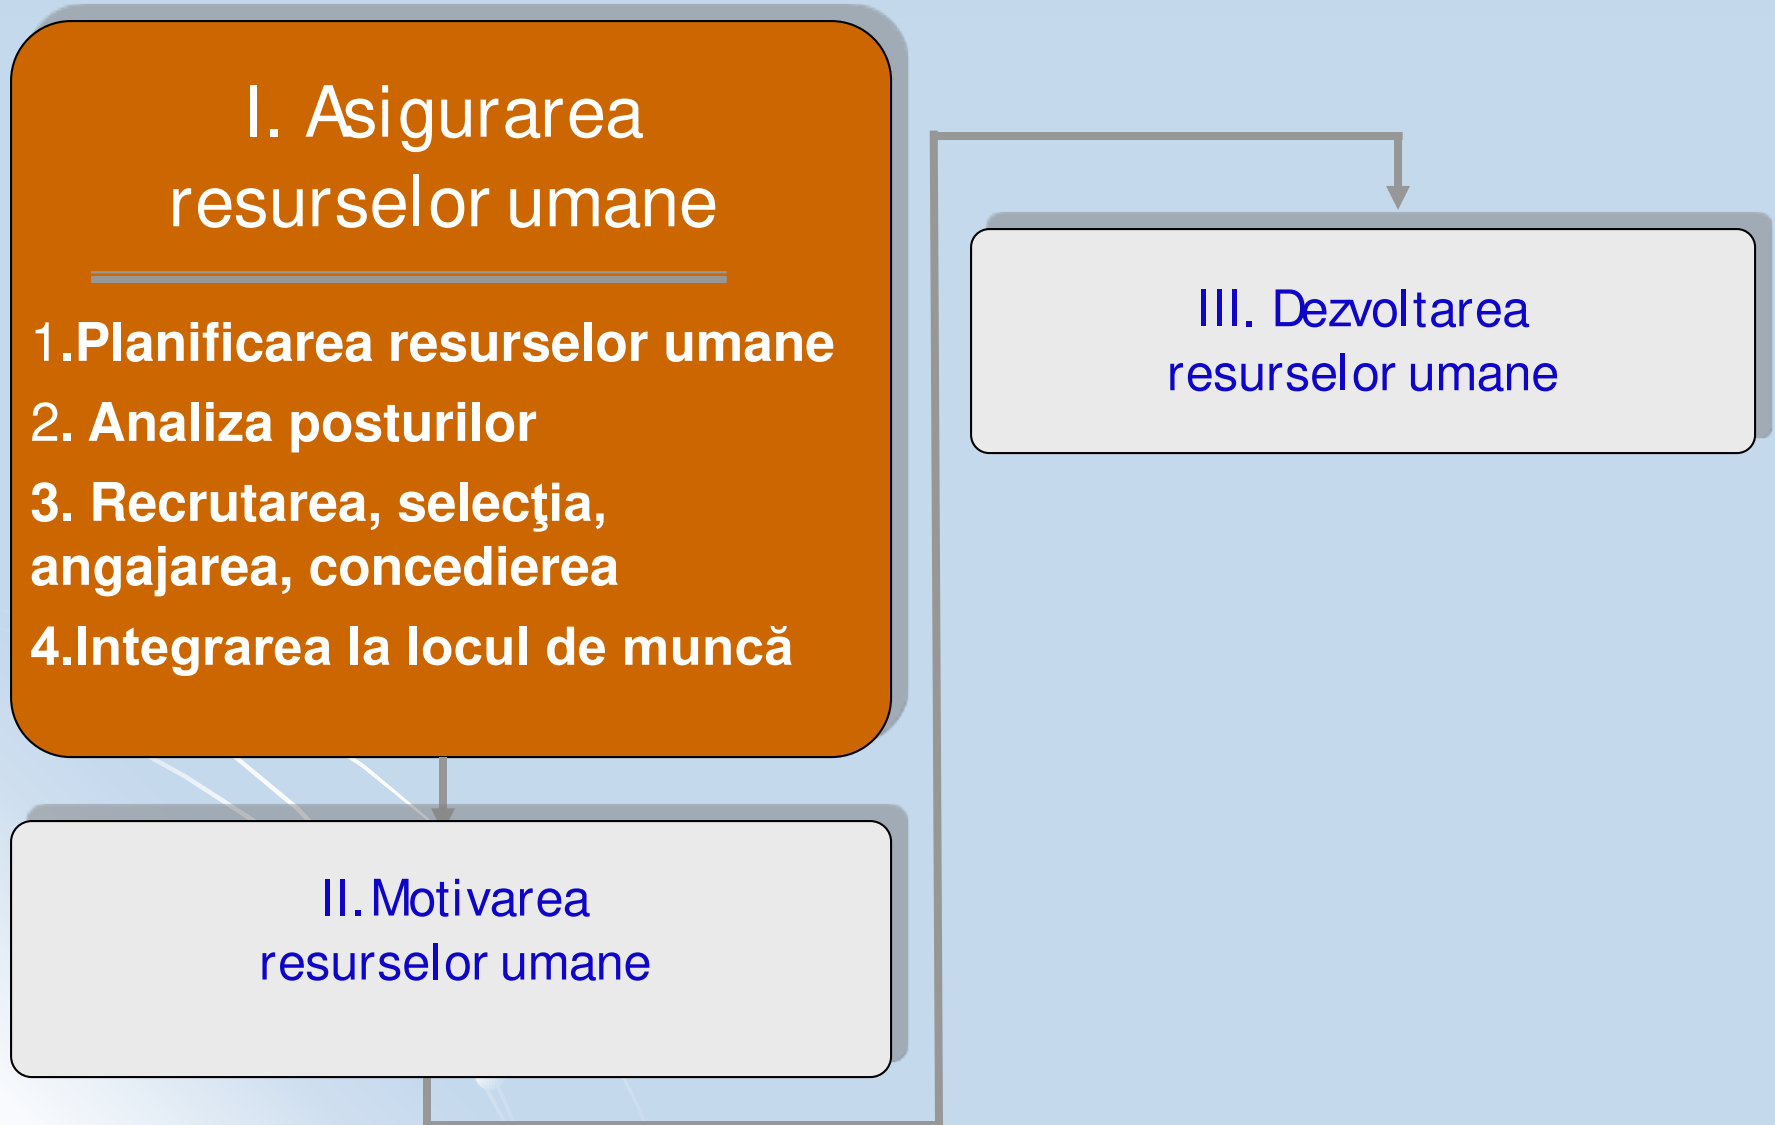 I. Asigurarea
resurselor umane
1.Planificarea resurselor umane
2. Analiza posturilor
3. Recrutarea, selecţia,
angajarea, concedierea
4.Integrarea la locul de muncă
II.Motivarea
resurselor umane
III. Dezvoltarea
resurselor umane